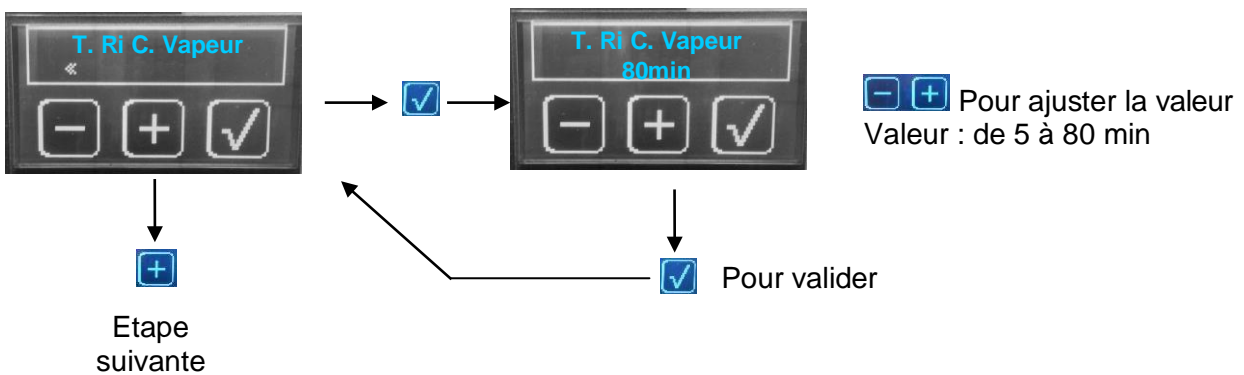 T. Ri C. Vapeur
«
T. Ri C. Vapeur
80min
Pour ajuster la valeur
Valeur : de 5 à 80 min
Pour valider
Etape
suivante